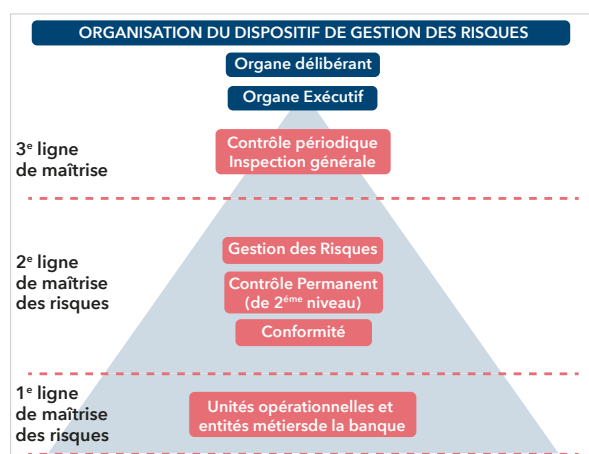 ORGANISATION DU DISPOSITIF DE GESTION DES RISQUES
Organe délibérant
Organe Exécutif
3e ligne
de maîtrise
Contrôle périodique
Inspection générale
2e ligne
de maîtrise
des risques
Gestion des Risques
Contrôle Permanent
(de 2éme niveau)
Conformité
1e ligne
de maîtrise
des risques
Unités opérationnelles et
entités métiersde la banque